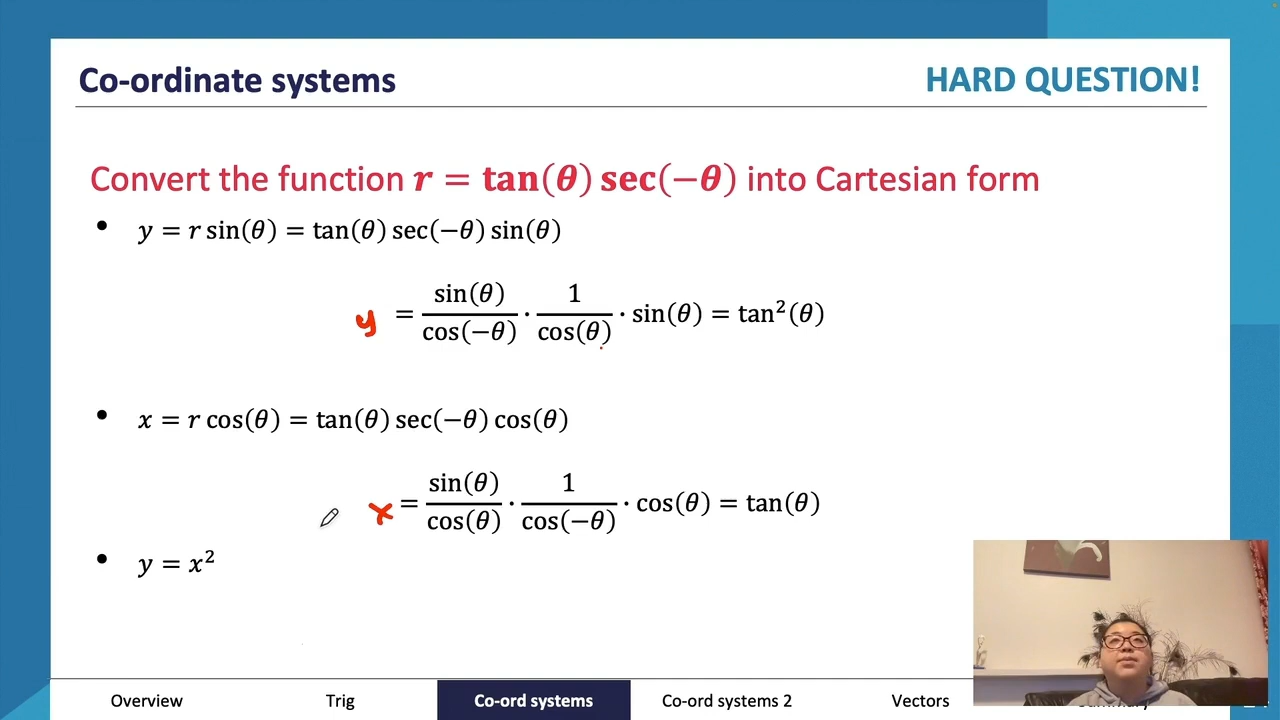 Co-ordinate systems
HARD QUESTION!
Convert the function r = tan(θ) sec(−θ) into Cartesian form
• y = r sin(θ) = tan(θ) sec(−θ) sin(θ)
y = sin(θ)/cos(−θ) · 1/cos(θ) · sin(θ) = tan²(θ)
• x = r cos(θ) = tan(θ) sec(−θ) cos(θ)
x = sin(θ)/cos(θ) · 1/cos(−θ) · cos(θ) = tan(θ)
• y = x²
Overview Trig Co-ord systems Co-ord systems 2 Vectors